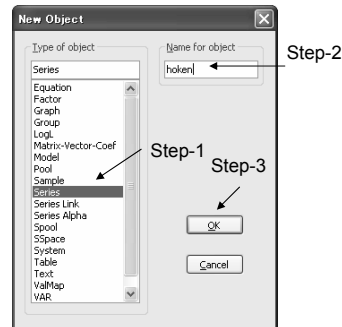 New Object
Type of object
Name for object
Series
hoken
Step-2
Equation
Factor
Graph
Group
LogL
Matrix-Vector-Coef
Model
Pool
Sample
Series
Series Link
Series Alpha
Spool
SSpace
System
Table
Text
ValMap
VAR
Step-1
Step-3
OK
Cancel